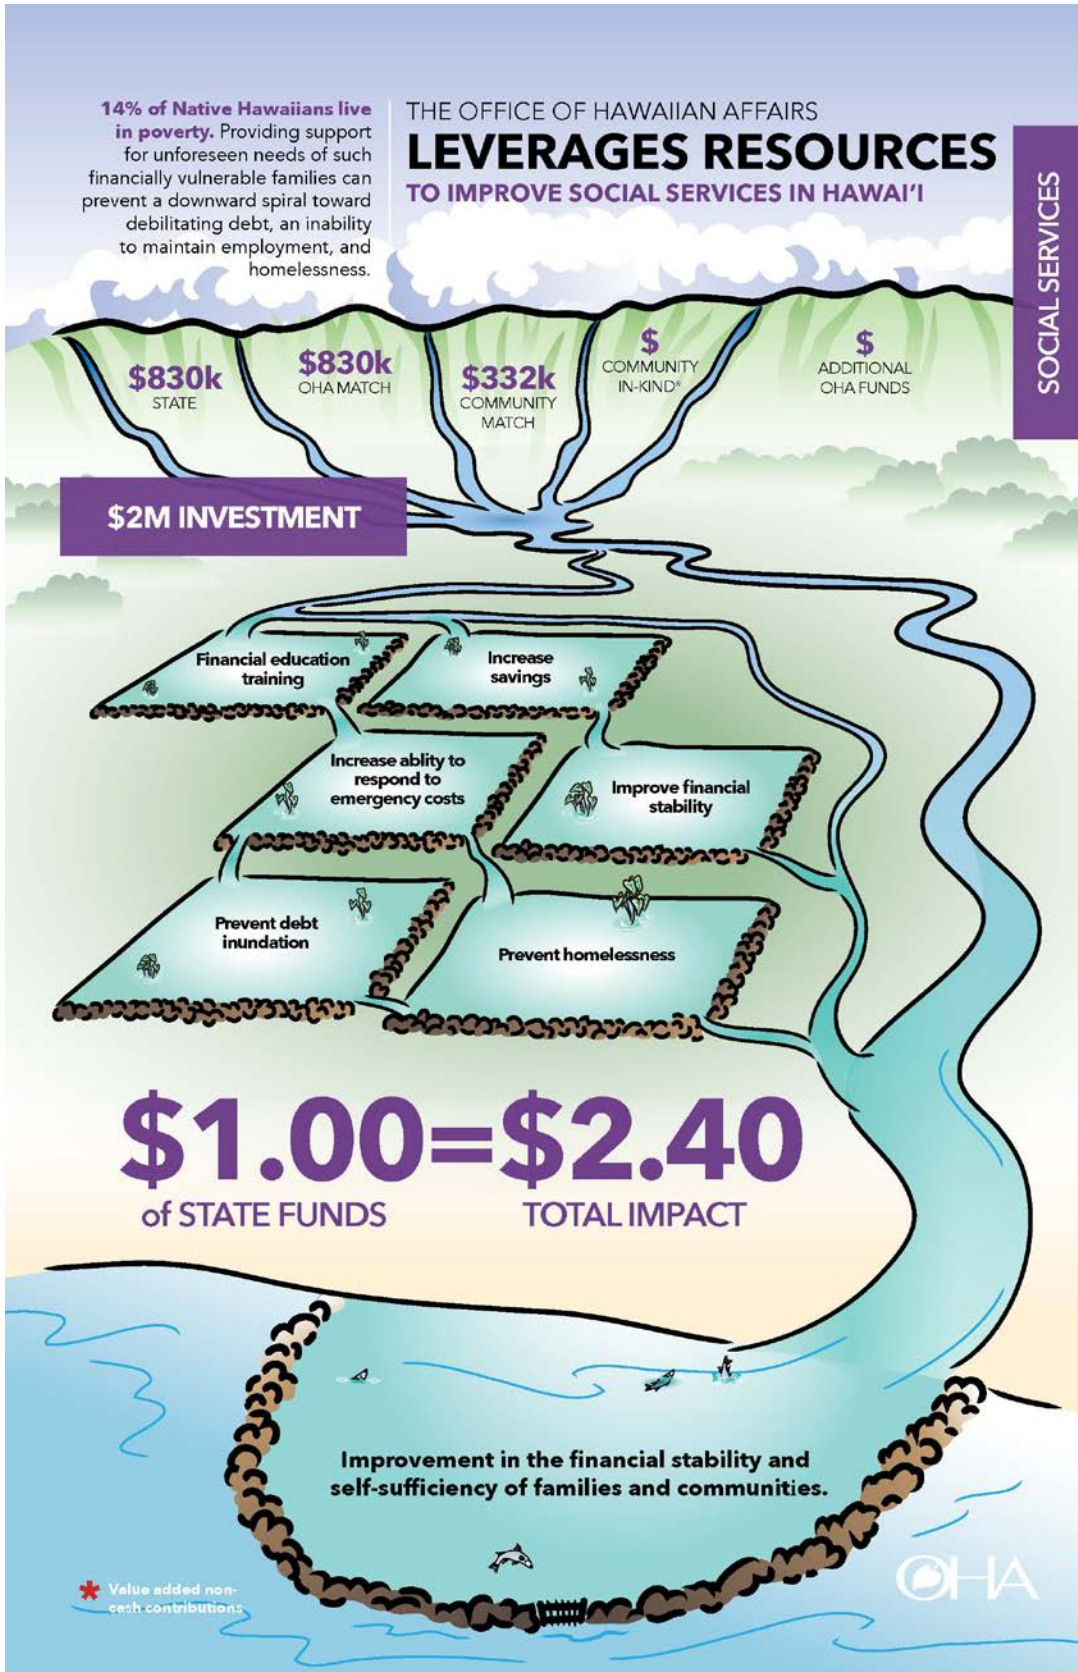 14% of Native Hawaiians live
in poverty. Providing support
for unforeseen needs of such
financially vulnerable families can
prevent a downward spiral toward
debilitating debt, an inability
to maintain employment, and
homelessness.
THE OFFICE OF HAWAIIAN AFFAIRS
LEVERAGES RESOURCES
TO IMPROVE SOCIAL SERVICES IN HAWAI'I
SOCIAL SERVICES
$830k
STATE
$830k
OHA MATCH
$332k
COMMUNITY
MATCH
$
COMMUNITY
IN-KIND*
$
ADDITIONAL
OHA FUNDS
$2M INVESTMENT
Financial education
training
Increase
savings
Increase ablity to
respond to
emergency costs
Improve financial
stability
Prevent debt
inundation
Prevent homelessness
$1.00=$2.40
of STATE FUNDS
TOTAL IMPACT
Improvement in the financial stability and
self-sufficiency of families and communities.
* Value added non-
cash contributions
OHA